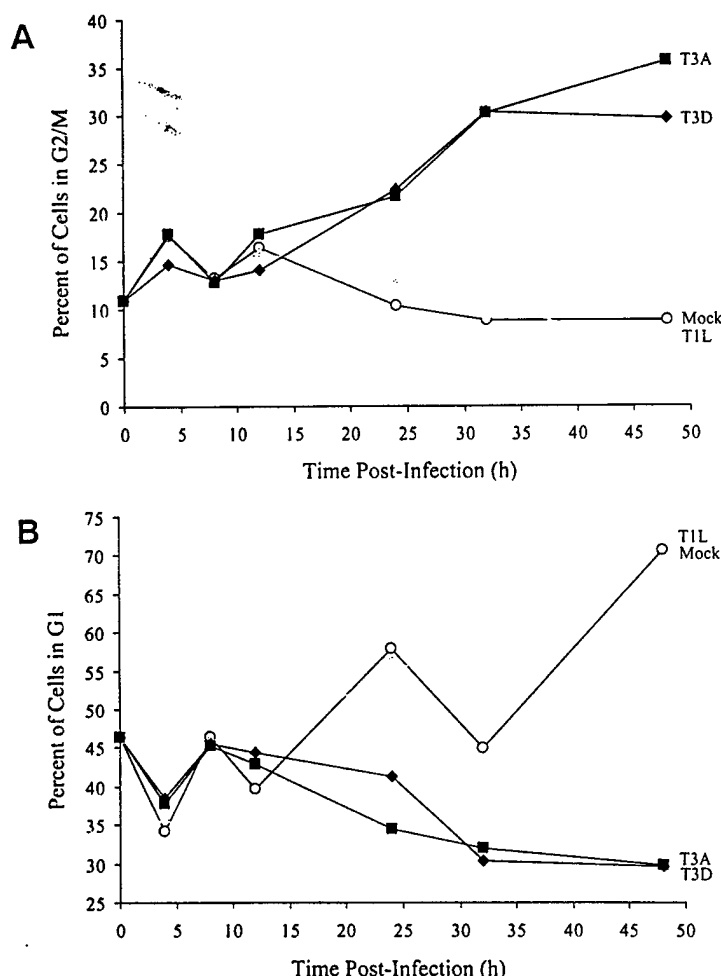 A
Percent of Cells in G2/M
40
35
30
25
20
15
10
5
0
0 5 10 15 20 25 30 35 40 45 50
Time Post-Infection (h)
T3A
T3D
Mock
T1L
B
Percent of Cells in G1
75
70
65
60
55
50
45
40
35
30
25
0 5 10 15 20 25 30 35 40 45 50
Time Post-Infection (h)
T1L
Mock
T3A
T3D